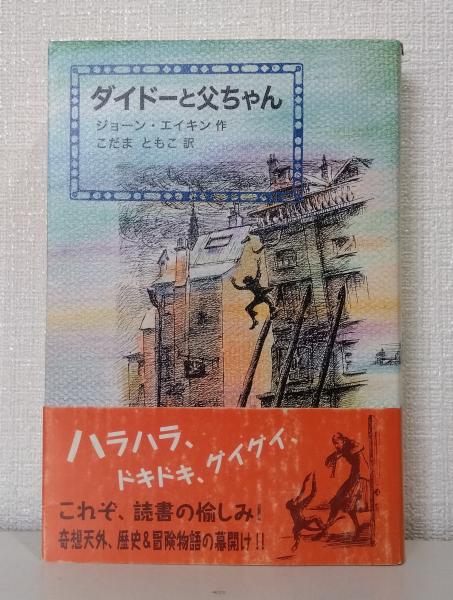 ダイドーと父ちゃん
ジョーン・エイキン 作
こだま ともこ 訳
ハラハラ、
ドキドキ、グイグイ、
これぞ、読書の愉しみ!
奇想天外、歴史&冒険物語の幕開け!!